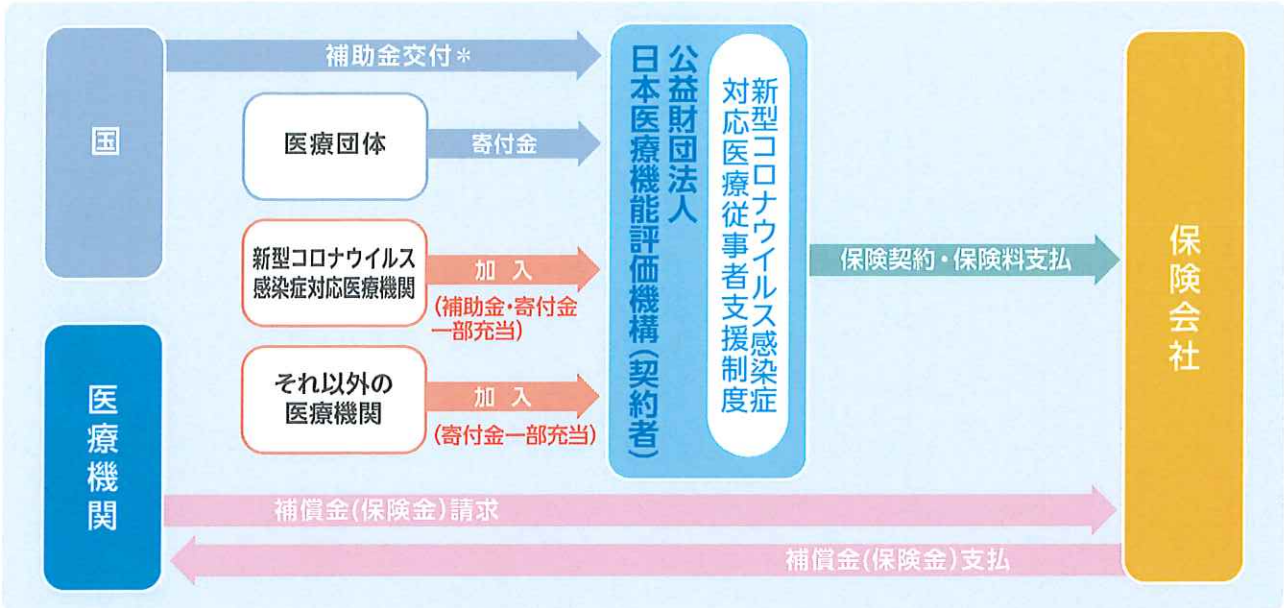 国
補助金交付＊
医療団体
寄付金
新型コロナウイルス
感染症対応医療機関
加 入
(補助金・寄付金
一部充当)
それ以外の
医療機関
加 入
(寄付金一部充当)
公益財団法人
日本医療機能評価機構(契約者)
新型コロナウイルス感染症
対応医療従事者支援制度
保険契約・保険料支払
保険会社
医療機関
補償金(保険金)請求
補償金(保険金)支払